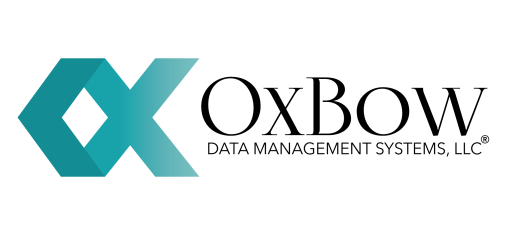 OxBow
DATA MANAGEMENT SYSTEMS, LLC®